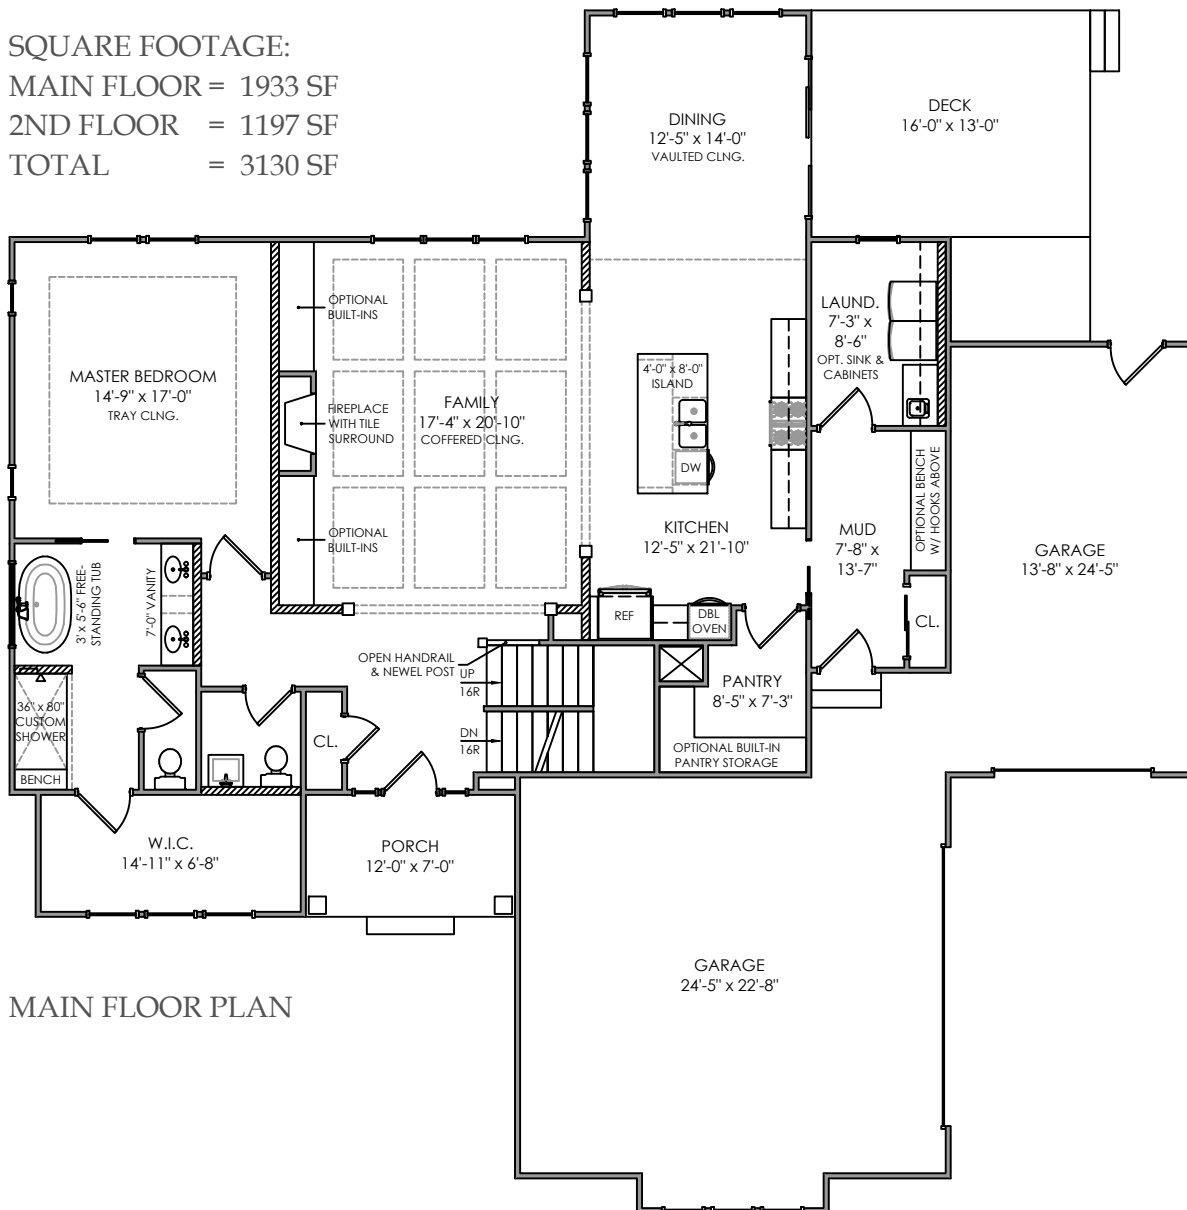 SQUARE FOOTAGE:
MAIN FLOOR = 1933 SF
2ND FLOOR = 1197 SF
TOTAL = 3130 SF
DINING
12'-5" x 14'-0"
VAULTED CLNG.
DECK
16'-0" x 13'-0"
OPTIONAL
BUILT-INS
LAUND.
7'-3" x
8'-6"
OPT. SINK &
CABINETS
MASTER BEDROOM
14'-9" x 17'-0"
TRAY CLNG.
FIREPLACE
WITH TILE
SURROUND
FAMILY
17'-4" x 20'-10"
COFFERED CLNG.
4'-0" x 8'-0"
ISLAND
DW
OPTIONAL BENCH
W/ HOOKS ABOVE
OPTIONAL
BUILT-INS
KITCHEN
12'-5" x 21'-10"
MUD
7'-8" x
13'-7"
GARAGE
13'-8" x 24'-5"
3' x 5'-6" FREE-
STANDING TUB
7'-0" VANITY
REF
DBL
OVEN
CL.
OPEN HANDRAIL
& NEWEL POST
UP
16R
PANTRY
8'-5" x 7'-3"
36" x 80"
CUSTOM
SHOWER
BENCH
CL.
DN
16R
OPTIONAL BUILT-IN
PANTRY STORAGE
W.I.C.
14'-11" x 6'-8"
PORCH
12'-0" x 7'-0"
GARAGE
24'-5" x 22'-8"
MAIN FLOOR PLAN